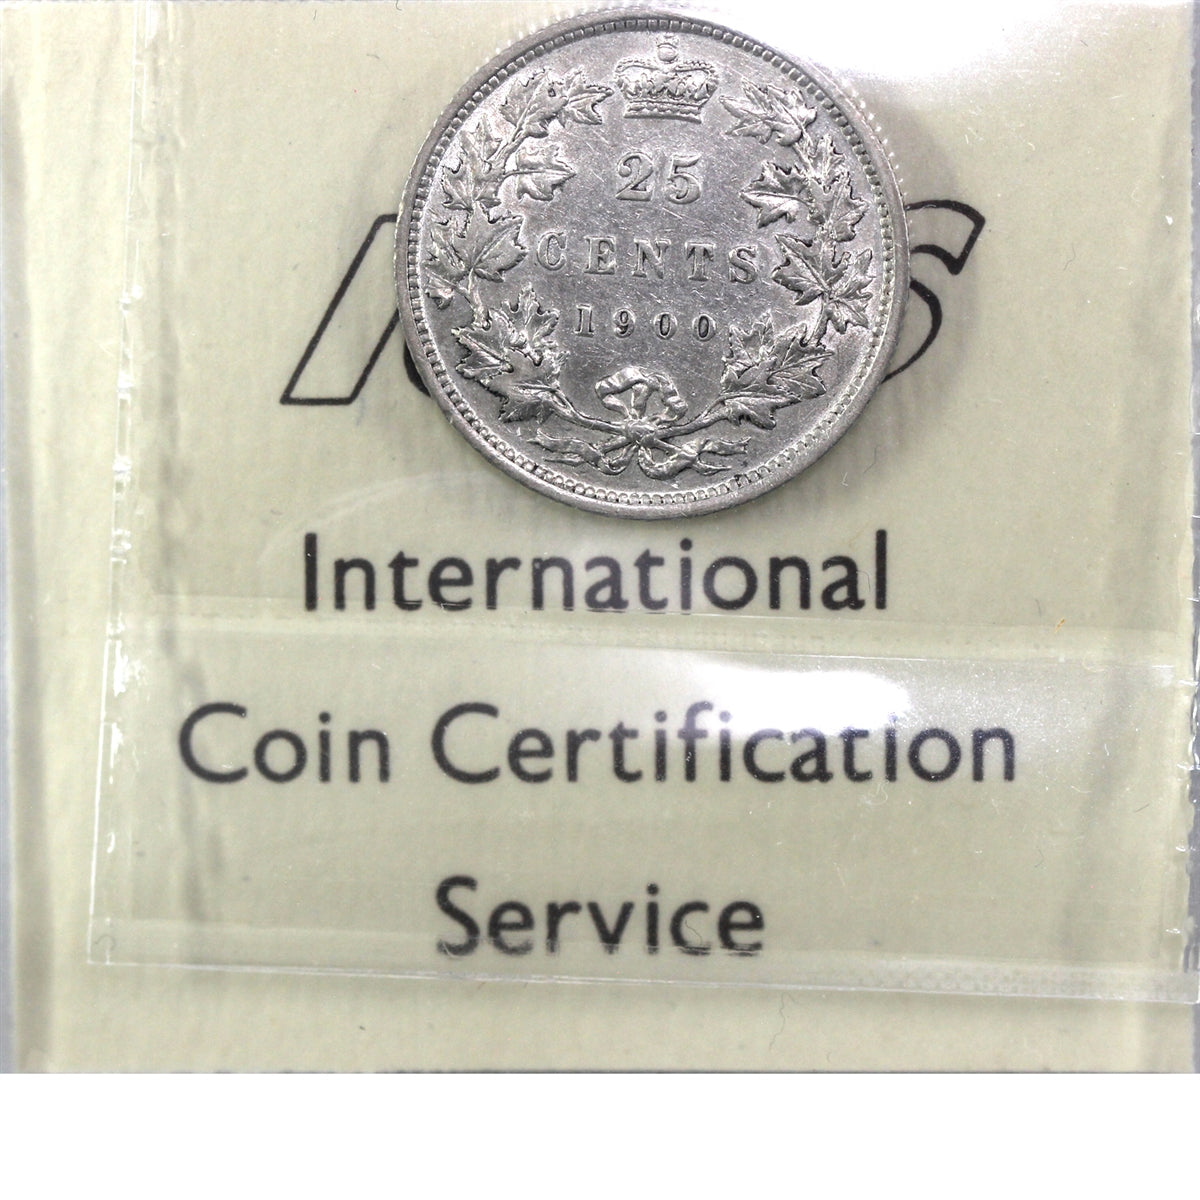 25
CENTS
1900
International
Coin Certification
Service